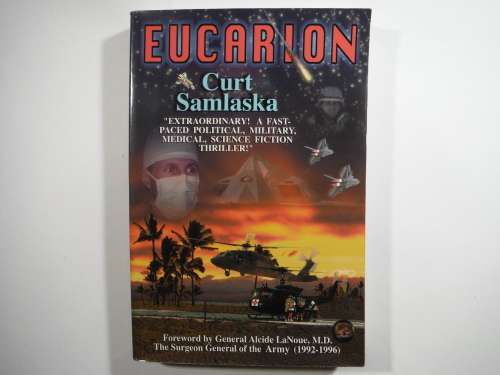 EUCARION
Curt
Samlaska
"EXTRAORDINARY! A FAST-
PACED POLITICAL, MILITARY,
MEDICAL, SCIENCE FICTION
THRILLER!"
Foreword by General Alcide LaNoue, M.D.
The Surgeon General of the Army (1992-1996)